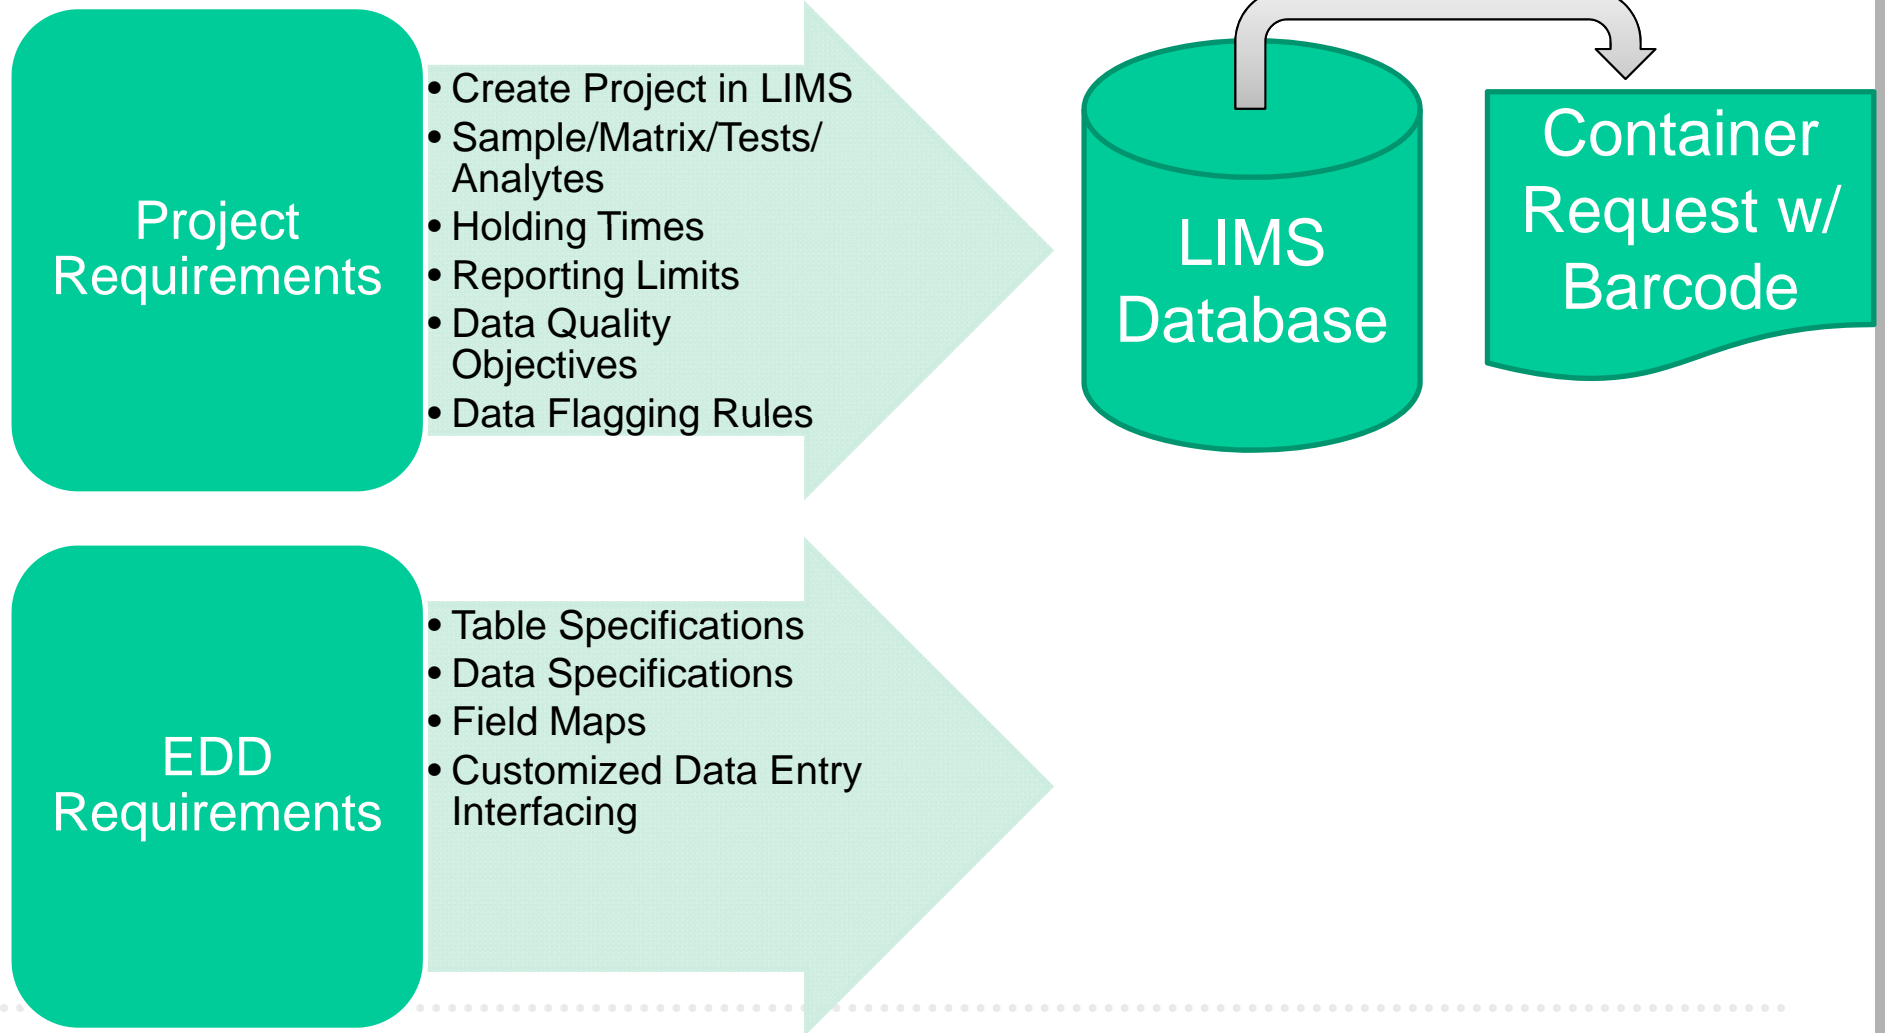 Project
Requirements
• Create Project in LIMS
• Sample/Matrix/Tests/
Analytes
• Holding Times
• Reporting Limits
• Data Quality
Objectives
• Data Flagging Rules
LIMS
Database
Container
Request w/
Barcode
EDD
Requirements
• Table Specifications
• Data Specifications
• Field Maps
• Customized Data Entry
Interfacing